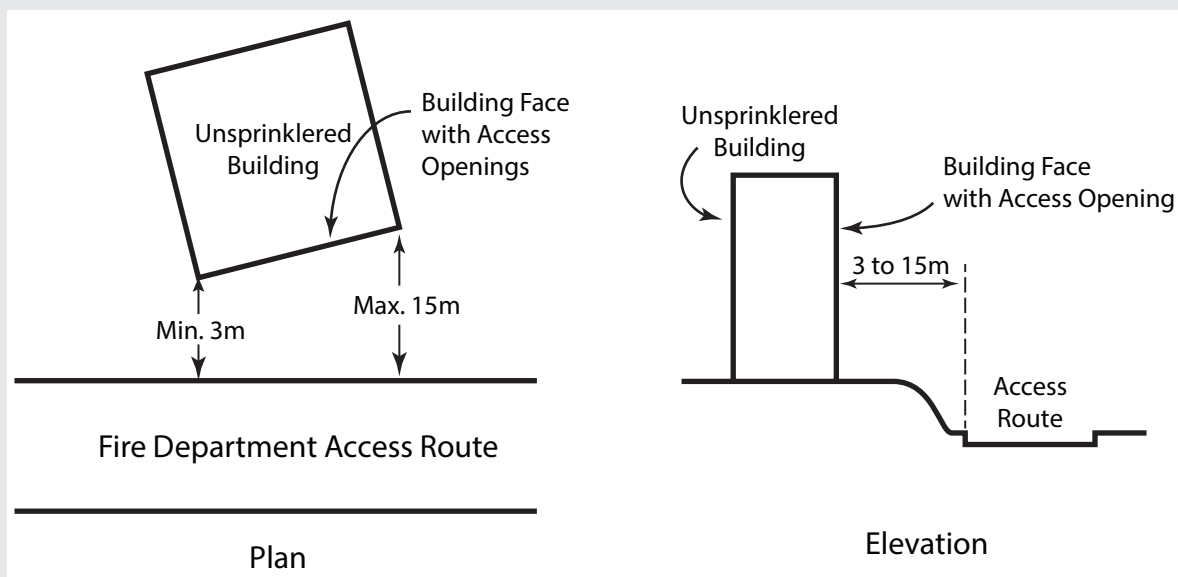 Unsprinklered
Building
Building Face
with Access
Openings
Min. 3m
Max. 15m
Fire Department Access Route
Plan
Unsprinklered
Building
Building Face
with Access Opening
3 to 15m
Access
Route
Elevation